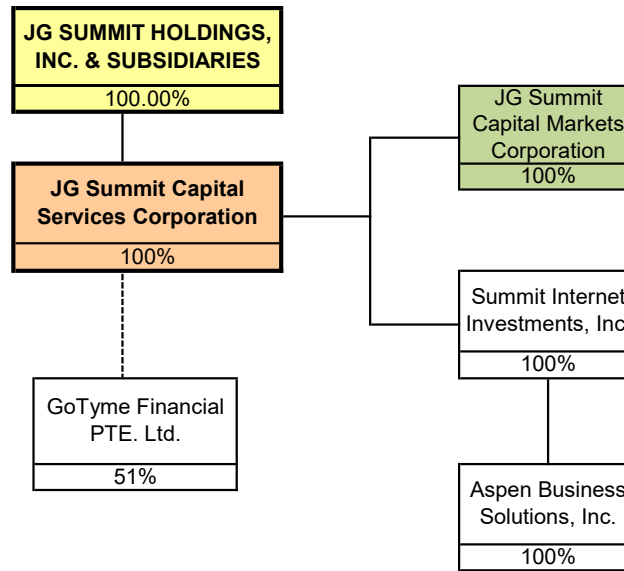 JG SUMMIT HOLDINGS,
INC. & SUBSIDIARIES
100.00%
JG Summit Capital
Services Corporation
100%
GoTyme Financial
PTE. Ltd.
51%
JG Summit
Capital Markets
Corporation
100%
Summit Internet
Investments, Inc
100%
Aspen Business
Solutions, Inc.
100%